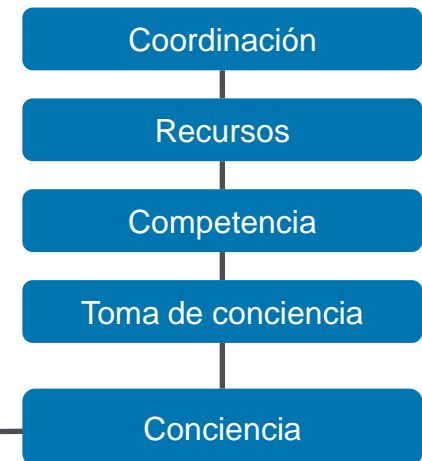 Coordinación
Recursos
Competencia
Toma de conciencia
Conciencia